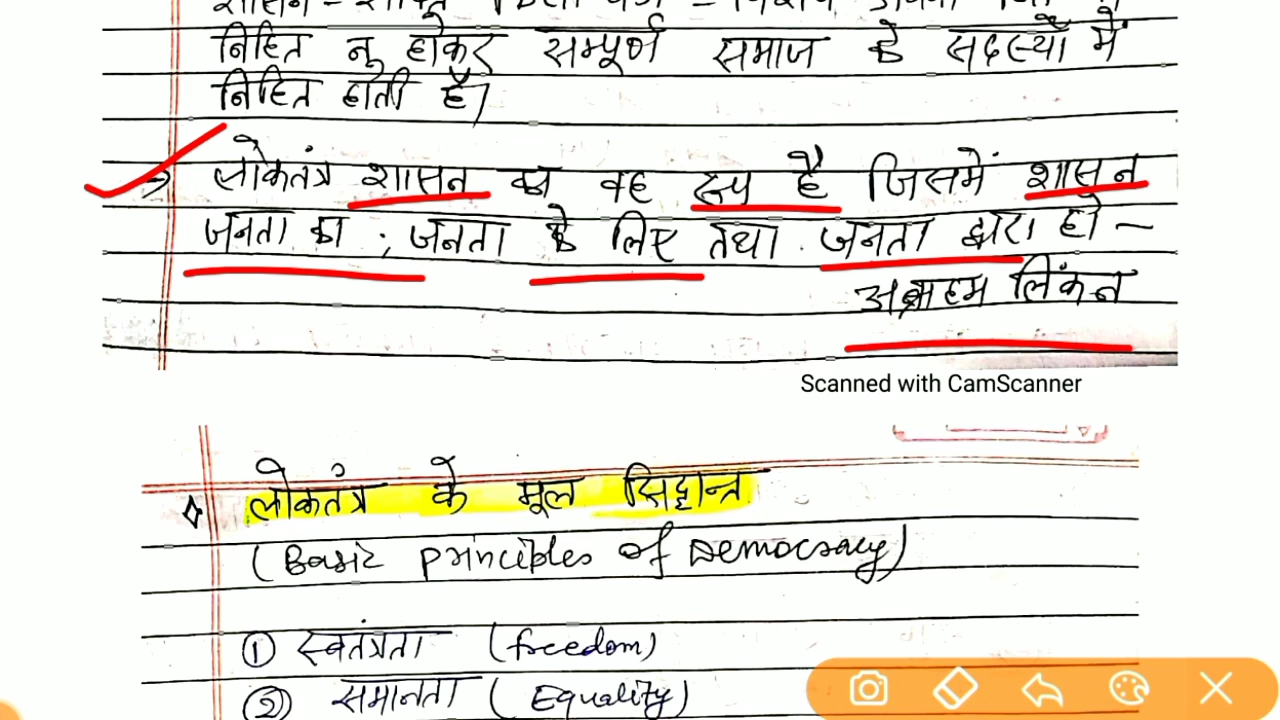 निहित न होकर सम्पूर्ण समाज के सदस्यों में
निहित होती है।
→ लोकतंत्र शासन का वह रूप है जिसमें शासन
जनता का, जनता के लिए तथा जनता द्वारा हो –
अब्राहम लिंकन
Scanned with CamScanner
लोकतंत्र के मूल सिद्धान्त
(Basic principles of Democracy)
① स्वतंत्रता (freedom)
② समानता (Equality)